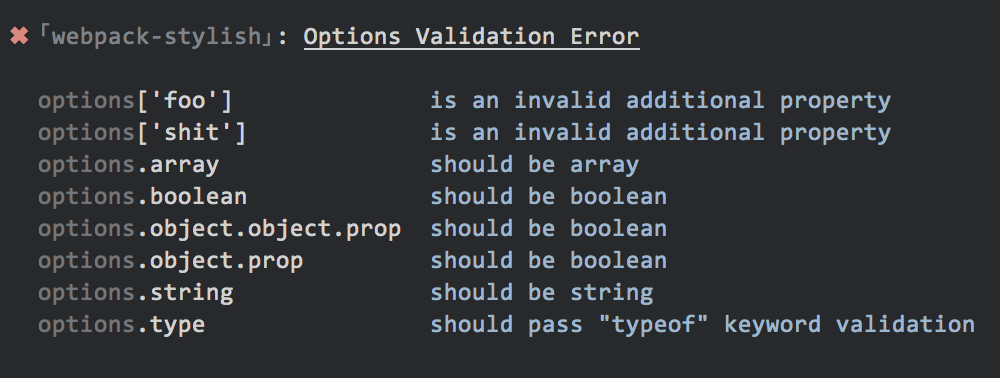 ✖ 「webpack-stylish」: Options Validation Error
options['foo'] is an invalid additional property
options['shit'] is an invalid additional property
options.array should be array
options.boolean should be boolean
options.object.object.prop should be boolean
options.object.prop should be boolean
options.string should be string
options.type should pass "typeof" keyword validation